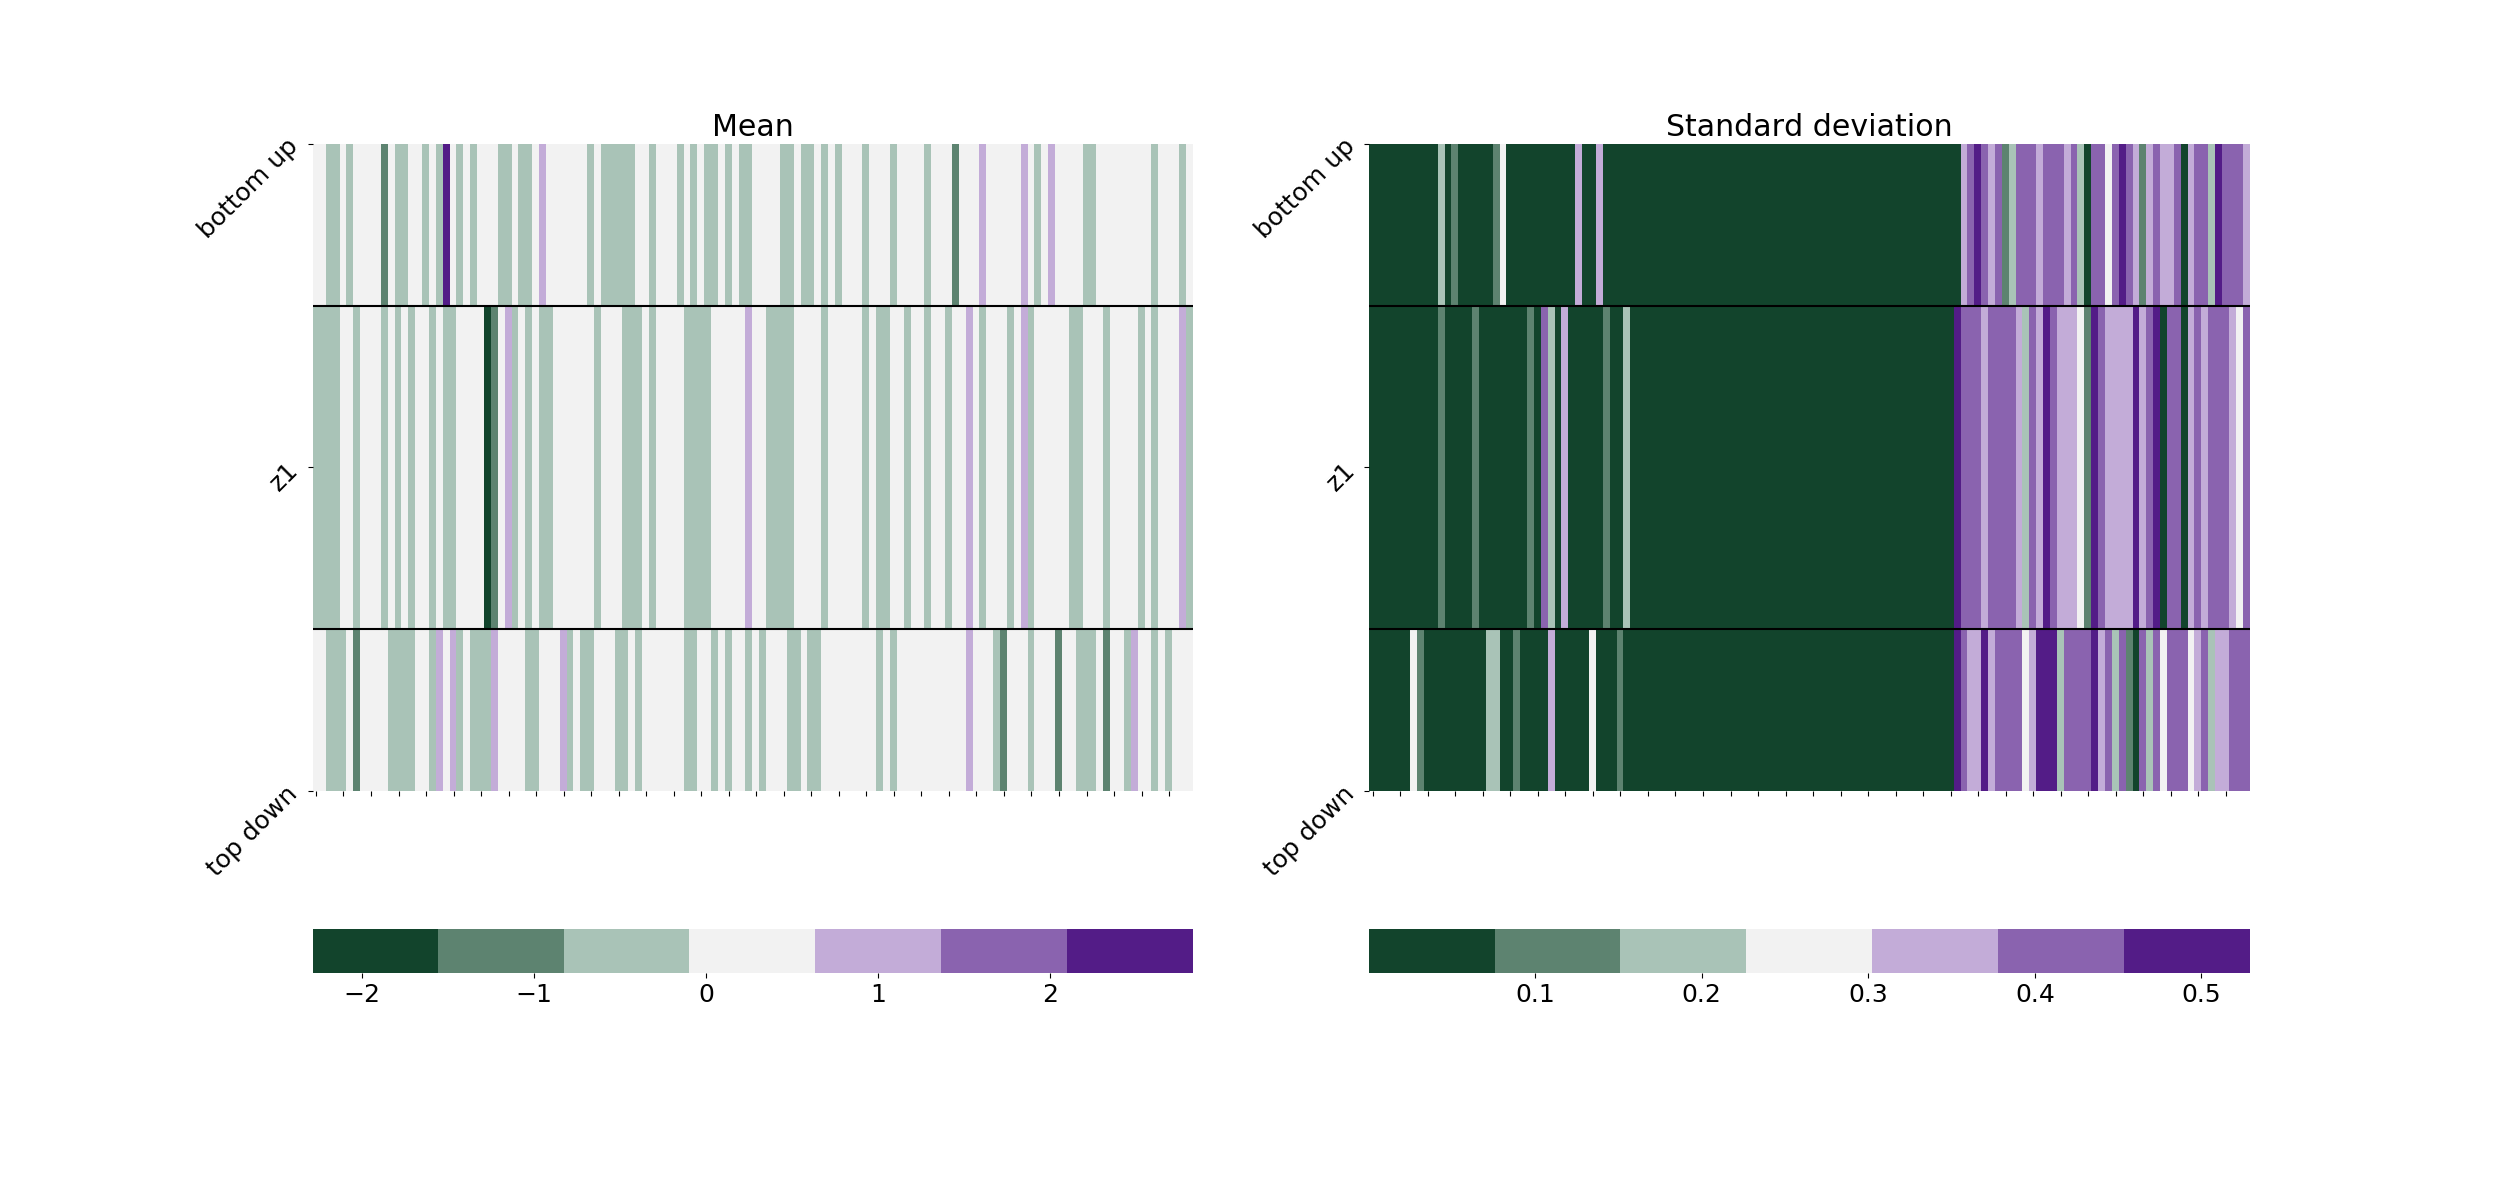 Mean
bottom up
z1
top down
−2 −1 0 1 2
Standard deviation
bottom up
z1
top down
0.1 0.2 0.3 0.4 0.5